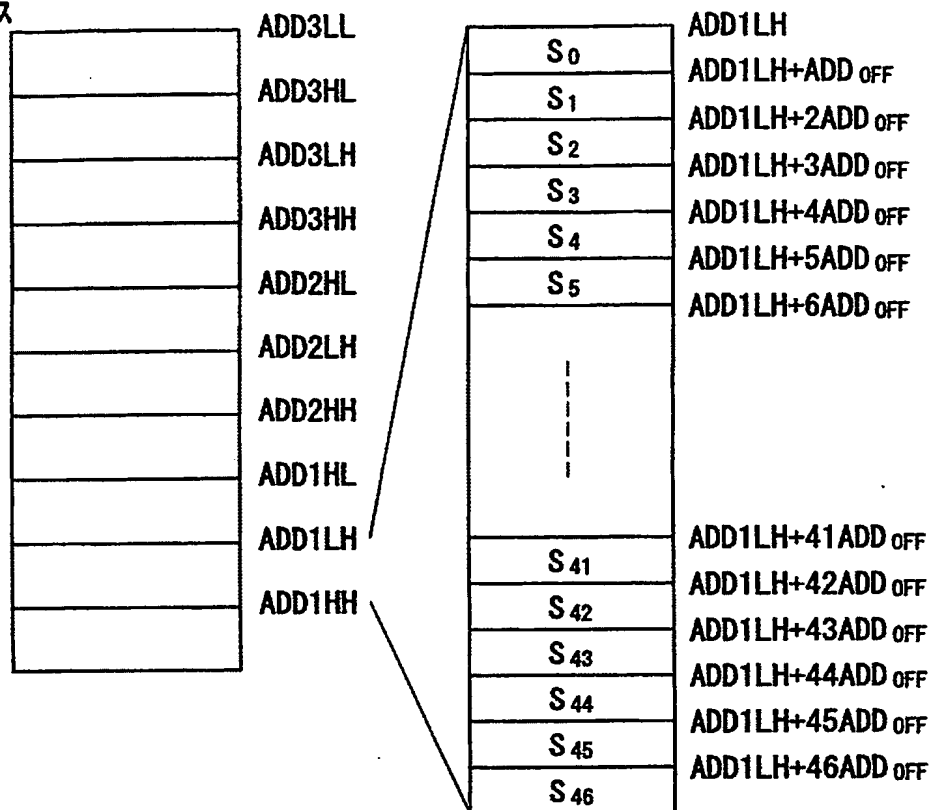 ス
ADD3LL
ADD3HL
ADD3LH
ADD3HH
ADD2HL
ADD2LH
ADD2HH
ADD1HL
ADD1LH
ADD1HH
S0
S1
S2
S3
S4
S5
S41
S42
S43
S44
S45
S46
ADD1LH
ADD1LH+ADD OFF
ADD1LH+2ADD OFF
ADD1LH+3ADD OFF
ADD1LH+4ADD OFF
ADD1LH+5ADD OFF
ADD1LH+6ADD OFF
ADD1LH+41ADD OFF
ADD1LH+42ADD OFF
ADD1LH+43ADD OFF
ADD1LH+44ADD OFF
ADD1LH+45ADD OFF
ADD1LH+46ADD OFF